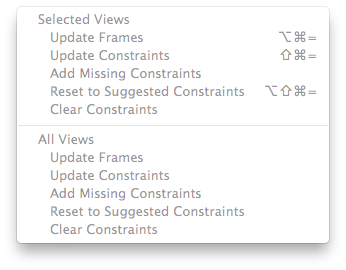 Selected Views
Update Frames ⌥⌘=
Update Constraints ⇧⌘=
Add Missing Constraints
Reset to Suggested Constraints ⌥⇧⌘=
Clear Constraints
All Views
Update Frames
Update Constraints
Add Missing Constraints
Reset to Suggested Constraints
Clear Constraints